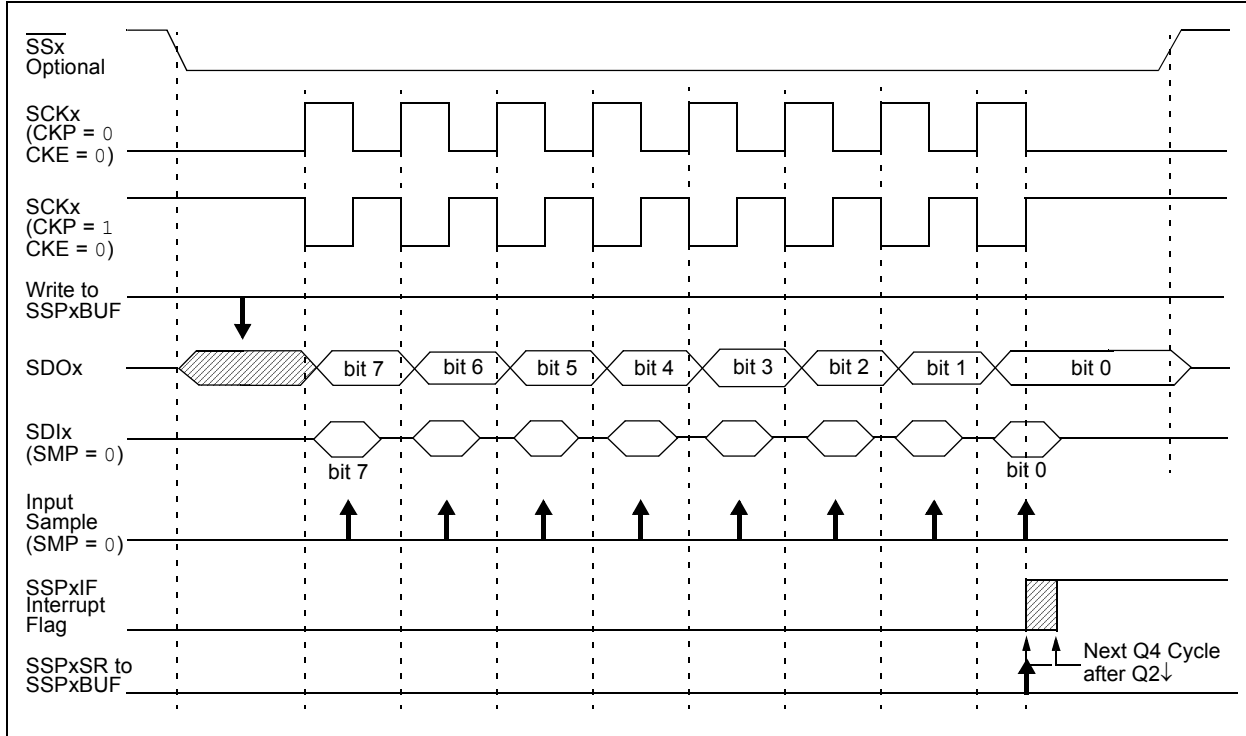 SSx
Optional
SCKx
(CKP = 0
CKE = 0)
SCKx
(CKP = 1
CKE = 0)
Write to
SSPxBUF
SDOx
bit 7
bit 6
bit 5
bit 4
bit 3
bit 2
bit 1
bit 0
SDIx
(SMP = 0)
bit 7
bit 0
Input
Sample
(SMP = 0)
SSPxIF
Interrupt
Flag
SSPxSR to
SSPxBUF
Next Q4 Cycle
after Q2↓